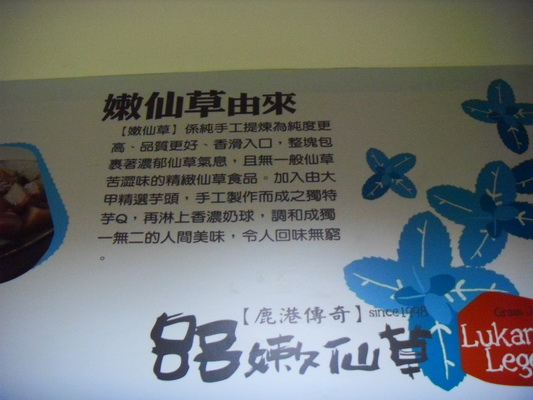 嫩仙草由來
【嫩仙草】係純手工提煉為純度更
高、品質更好、香滑入口，整塊包
裹著濃郁仙草氣息，且無一般仙草
苦澀味的精緻仙草食品。加入由大
甲精選芋頭，手工製作而成之獨特
芋Q，再淋上香濃奶球，調和成獨
一無二的人間美味，令人回味無窮
。
【鹿港傳奇】since1998
88嫩仙草
Grass J
Lukan
Lege